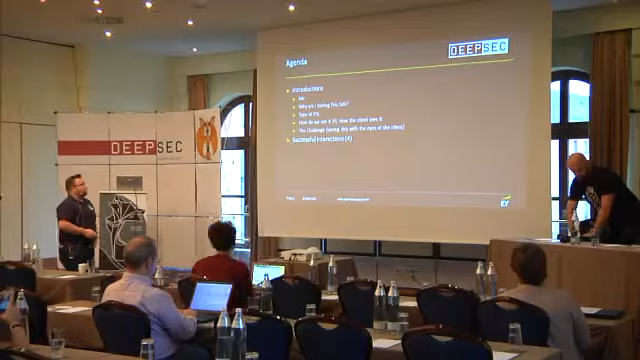 DEEPSEC
Agenda
DEEPSEC
Introductions
Me
Why am I giving this talk?
Type of PTs
How do we see it VS. How the client sees it
The challenge (seeing this with the eyes of the client)
Successful interactions (4)
EY